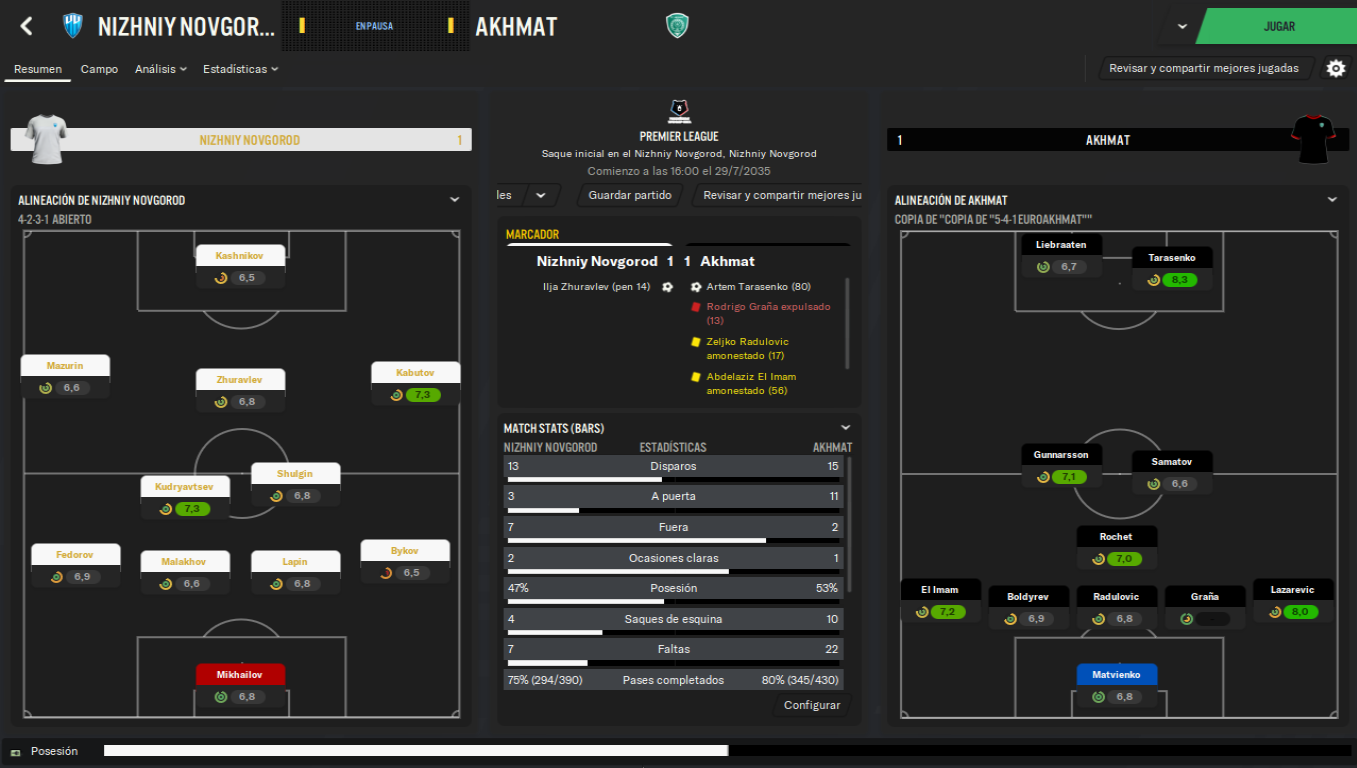 NIZHNIY NOVGOR...
EN PAUSA
AKHMAT
JUGAR
Resumen
Campo
Análisis
Estadísticas
Revisar y compartir mejores jugadas
NIZHNIY NOVGOROD 1
PREMIER LEAGUE
Saque inicial en el Nizhniy Novgorod, Nizhniy Novgorod
Comienzo a las 16:00 el 29/7/2035
les
Guardar partido
Revisar y compartir mejores ju
1 AKHMAT
ALINEACIÓN DE NIZHNIY NOVGOROD
4-2-3-1 ABIERTO
Kashnikov
6,5
Mazurin
6,6
Zhuravlev
6,8
Kabutov
7,3
Kudryavtsev
7,3
Shulgin
6,8
Fedorov
6,9
Malakhov
6,6
Lapin
6,8
Bykov
6,5
Mikhailov
6,8
MARCADOR
Nizhniy Novgorod 1 1 Akhmat
Ilja Zhuravlev (pen 14)
Artem Tarasenko (80)
Rodrigo Graña expulsado
(13)
Zeljko Radulovic
amonestado (17)
Abdelaziz El Imam
amonestado (56)
MATCH STATS (BARS)
NIZHNIY NOVGOROD ESTADÍSTICAS AKHMAT
13 Disparos 15
3 A puerta 11
7 Fuera 2
2 Ocasiones claras 1
47% Posesión 53%
4 Saques de esquina 10
7 Faltas 22
75% (294/390) Pases completados 80% (345/430)
Configurar
ALINEACIÓN DE AKHMAT
COPIA DE "COPIA DE "5-4-1 EUROAKHMAT""
Liebraaten
6,7
Tarasenko
8,3
Gunnarsson
7,1
Samatov
6,6
Rochet
7,0
El Imam
7,2
Boldyrev
6,9
Radulovic
6,8
Graña
-
Lazarevic
8,0
Matvienko
6,8
Posesión